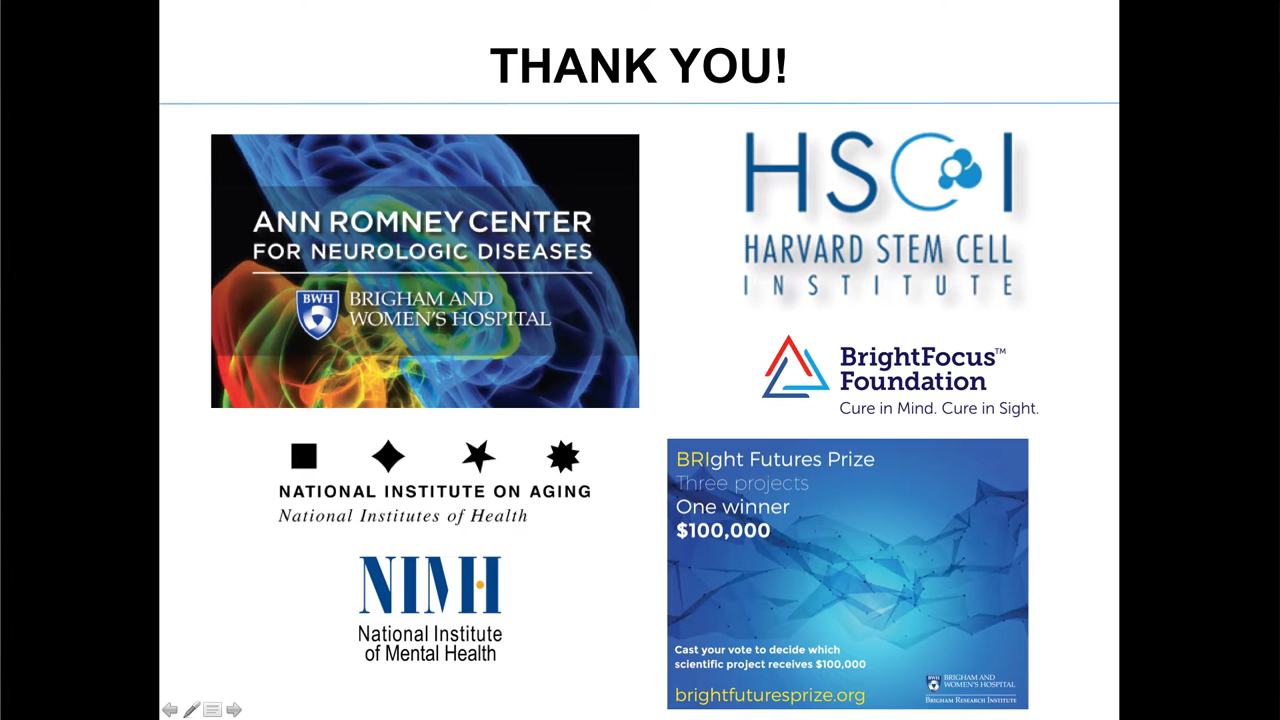 THANK YOU!
ANN ROMNEY CENTER
FOR NEUROLOGIC DISEASES
BWH
BRIGHAM AND
WOMEN'S HOSPITAL
HSCI
HARVARD STEM CELL
INSTITUTE
BrightFocus™
Foundation
Cure in Mind. Cure in Sight.
NATIONAL INSTITUTE ON AGING
National Institutes of Health
NIMH
National Institute
of Mental Health
BRIght Futures Prize
Three projects
One winner
$100,000
Cast your vote to decide which
scientific project receives $100,000
brightfuturesprize.org
BWH
BRIGHAM AND
WOMEN'S HOSPITAL
BRIGHAM RESEARCH INSTITUTE